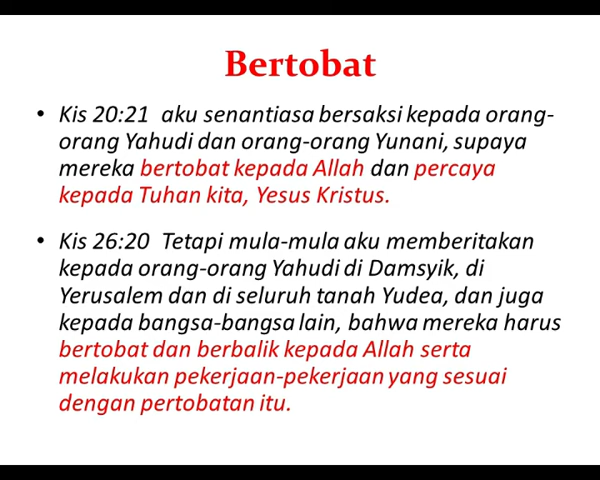 Bertobat
• Kis 20:21 aku senantiasa bersaksi kepada orang-
orang Yahudi dan orang-orang Yunani, supaya
mereka bertobat kepada Allah dan percaya
kepada Tuhan kita, Yesus Kristus.
• Kis 26:20 Tetapi mula-mula aku memberitakan
kepada orang-orang Yahudi di Damsyik, di
Yerusalem dan di seluruh tanah Yudea, dan juga
kepada bangsa-bangsa lain, bahwa mereka harus
bertobat dan berbalik kepada Allah serta
melakukan pekerjaan-pekerjaan yang sesuai
dengan pertobatan itu.